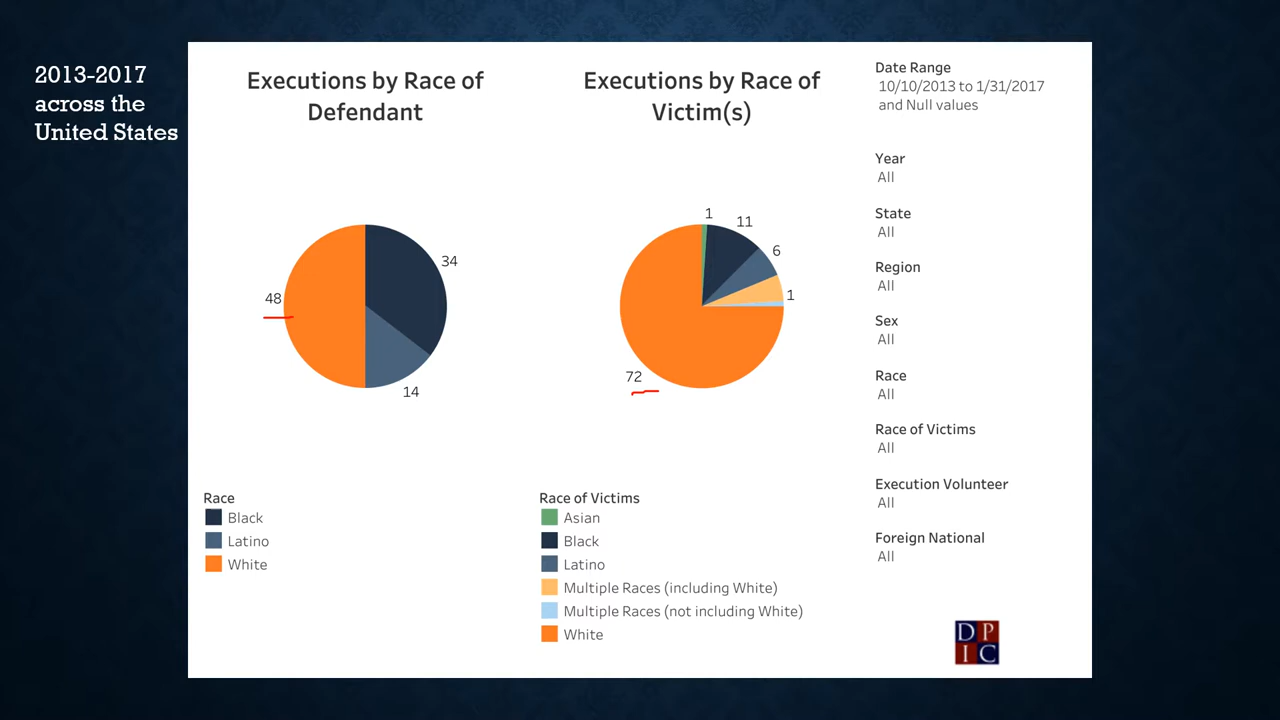 2013-2017
across the
United States
Executions by Race of
Defendant
48
34
14
Race
Black
Latino
White
Executions by Race of
Victim(s)
1
11
6
1
72
Race of Victims
Asian
Black
Latino
Multiple Races (including White)
Multiple Races (not including White)
White
Date Range
10/10/2013 to 1/31/2017
and Null values
Year
All
State
All
Region
All
Sex
All
Race
All
Race of Victims
All
Execution Volunteer
All
Foreign National
All
D P
I C